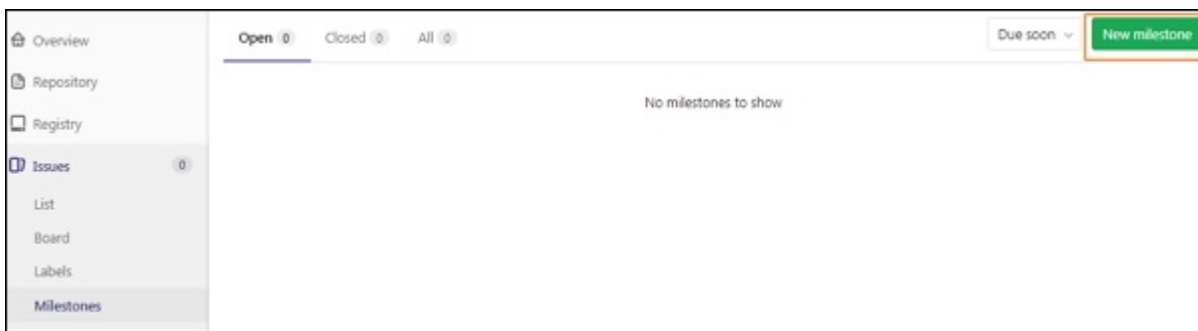 Overview
Open 0 Closed 0 All 0
Due soon
New milestone
Repository
No milestones to show
Registry
Issues 0
List
Board
Labels
Milestones